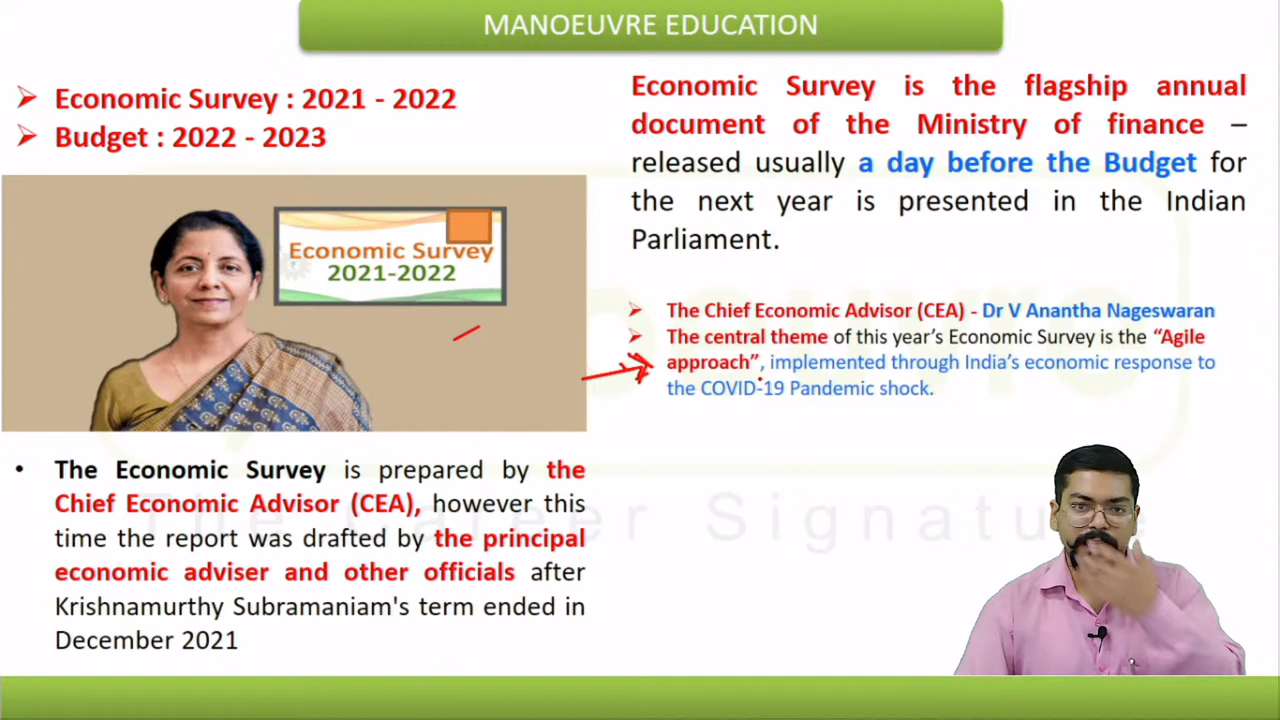 MANOEUVRE EDUCATION
Economic Survey : 2021 - 2022
Budget : 2022 - 2023
Economic Survey
2021-2022
The Economic Survey is prepared by the
Chief Economic Advisor (CEA), however this
time the report was drafted by the principal
economic adviser and other officials after
Krishnamurthy Subramaniam's term ended in
December 2021
Economic Survey is the flagship annual
document of the Ministry of finance –
released usually a day before the Budget for
the next year is presented in the Indian
Parliament.
The Chief Economic Advisor (CEA) - Dr V Anantha Nageswaran
The central theme of this year's Economic Survey is the “Agile
approach”, implemented through India's economic response to
the COVID-19 Pandemic shock.
The Career Signature